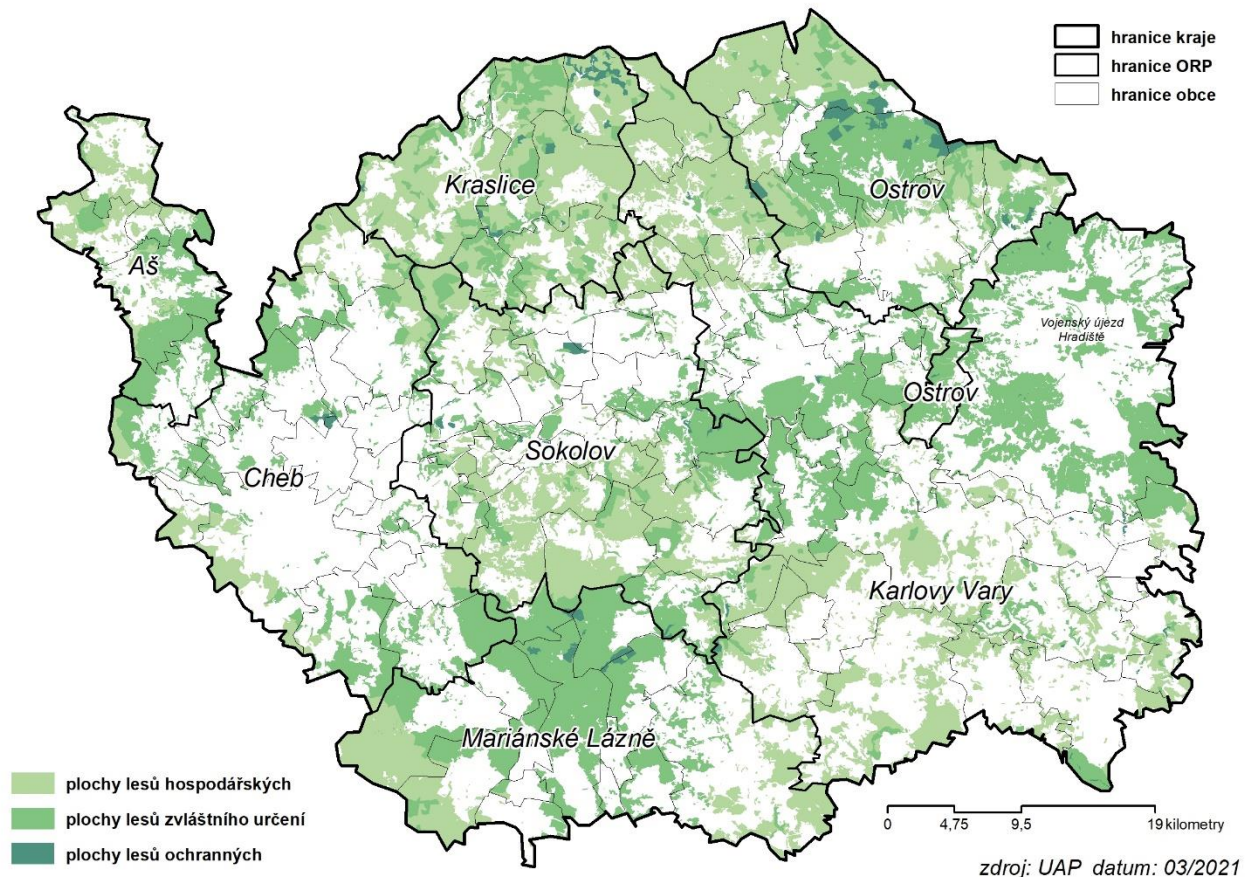 hranice kraje
hranice ORP
hranice obce
Kraslice
Ostrov
Aš
Vojenský újezd
Hradiště
Ostrov
Sokolov
Cheb
Karlovy Vary
Mariánské Lázně
plochy lesů hospodářských
plochy lesů zvláštního určení
plochy lesů ochranných
0 4,75 9,5 19 kilometry
zdroj: UAP datum: 03/2021